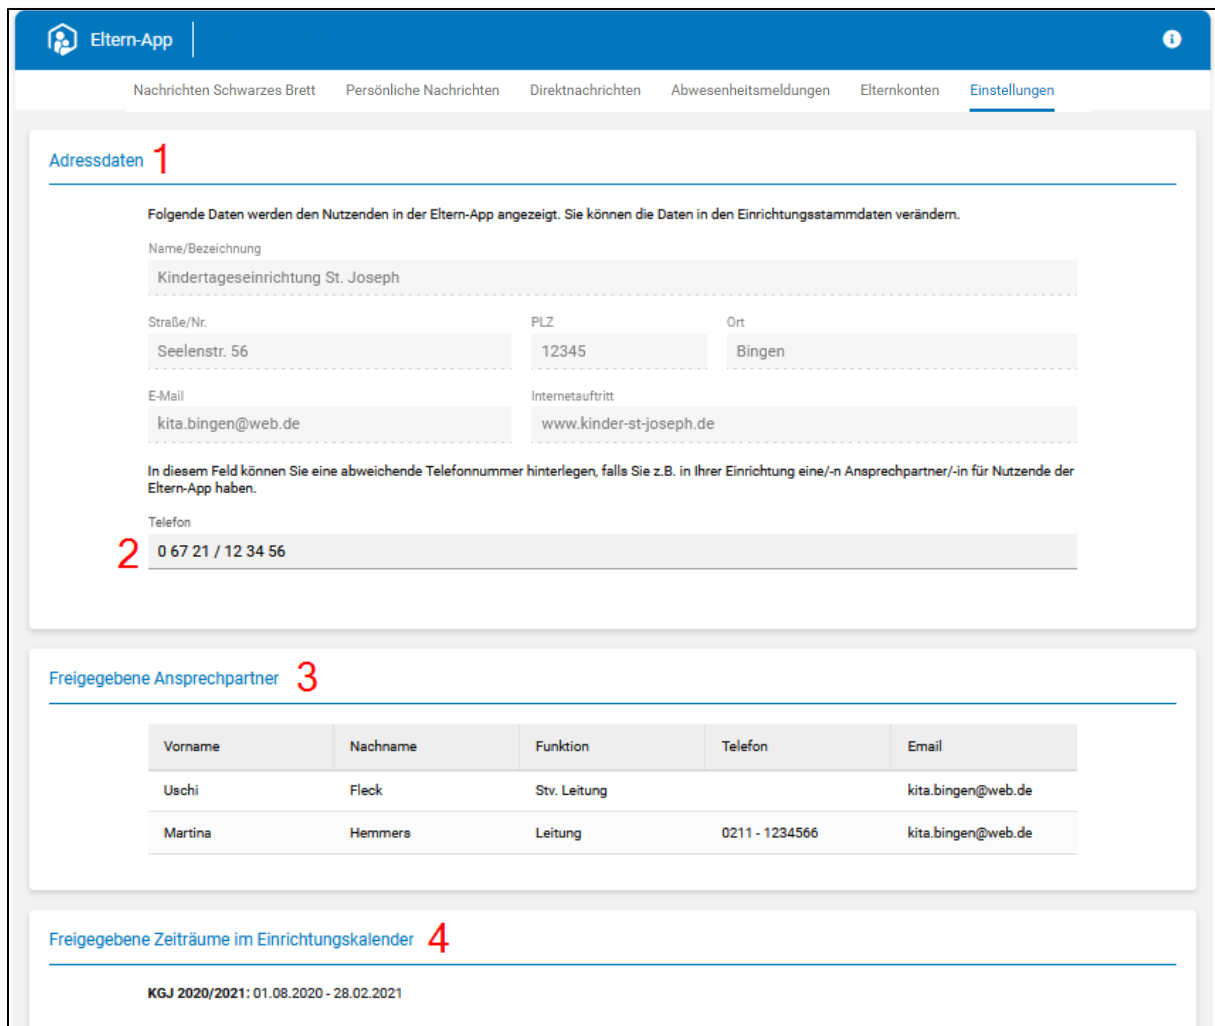 Eltern-App
Nachrichten Schwarzes Brett Persönliche Nachrichten Direktnachrichten Abwesenheitsmeldungen Elternkonten Einstellungen
Adressdaten 1
Folgende Daten werden den Nutzenden in der Eltern-App angezeigt. Sie können die Daten in den Einrichtungsstammdaten verändern.
Name/Bezeichnung
Kindertageseinrichtung St. Joseph
Straße/Nr. PLZ Ort
Seelenstr. 56 12345 Bingen
E-Mail Internetauftritt
kita.bingen@web.de www.kinder-st-joseph.de
In diesem Feld können Sie eine abweichende Telefonnummer hinterlegen, falls Sie z.B. in Ihrer Einrichtung eine/-n Ansprechpartner/-in für Nutzende der
Eltern-App haben.
Telefon
2 0 67 21 / 12 34 56
Freigegebene Ansprechpartner 3
Vorname Nachname Funktion Telefon Email
Uschi Fleck Stv. Leitung kita.bingen@web.de
Martina Hemmers Leitung 0211 - 1234566 kita.bingen@web.de
Freigegebene Zeiträume im Einrichtungskalender 4
KGJ 2020/2021: 01.08.2020 - 28.02.2021